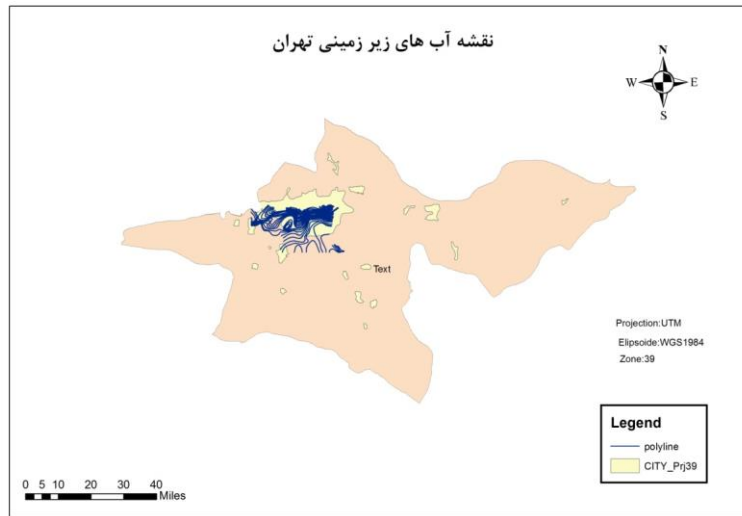 نقشه آب های زیر زمینی تهران
N
W E
S
Text
Projection:UTM
Elipsoide:WGS1984
Zone:39
Legend
polyline
CITY_Prj39
0 5 10 20 30 40
Miles